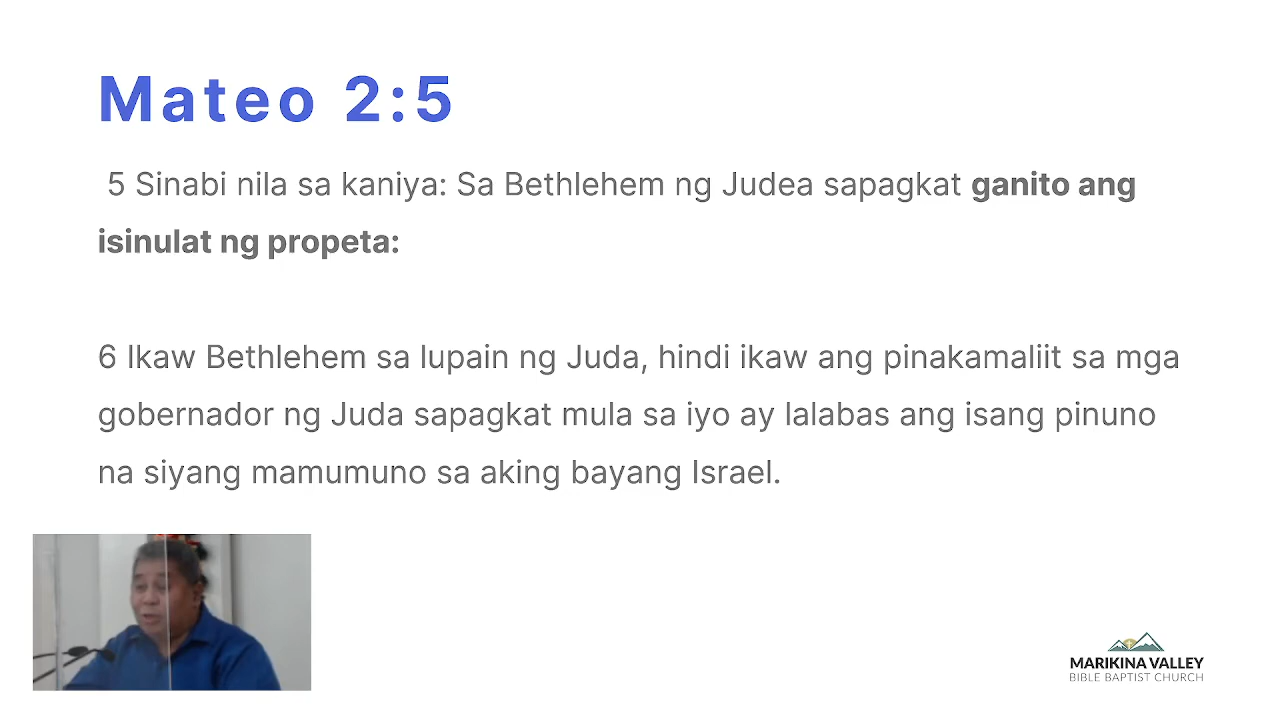 Mateo 2:5
5 Sinabi nila sa kaniya: Sa Bethlehem ng Judea sapagkat ganito ang
isinulat ng propeta:
6 Ikaw Bethlehem sa lupain ng Juda, hindi ikaw ang pinakamaliit sa mga
gobernador ng Juda sapagkat mula sa iyo ay lalabas ang isang pinuno
na siyang mamumuno sa aking bayang Israel.
MARIKINA VALLEY
BIBLE BAPTIST CHURCH